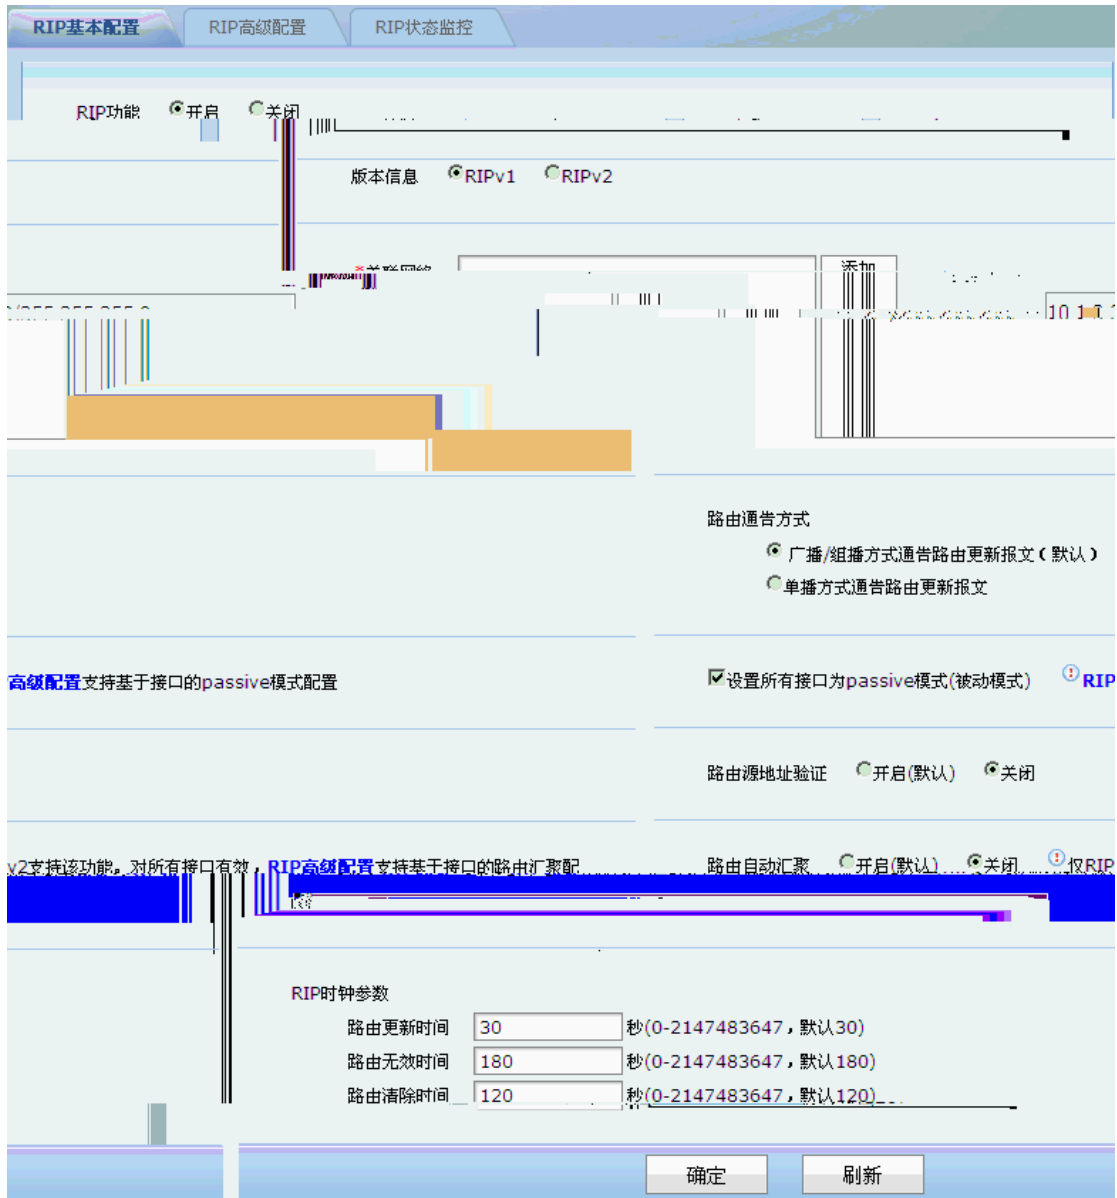 RIP基本配置
RIP高级配置
RIP状态监控
RIP功能 开启 关闭
版本信息 RIPv1 RIPv2
添加
路由通告方式
广播/组播方式通告路由更新报文(默认)
单播方式通告路由更新报文
设置所有接口为passive模式(被动模式) RIP
高级配置支持基于接口的passive模式配置
路由源地址验证 开启(默认) 关闭
路由自动汇聚 开启(默认) 关闭 仅RIP
v2支持该功能。对所有接口有效,RIP高级配置支持基于接口的路由汇聚配
RIP时钟参数
路由更新时间 30 秒(0-2147483647,默认30)
路由无效时间 180 秒(0-2147483647,默认180)
路由清除时间 120 秒(0-2147483647,默认120)
确定
刷新